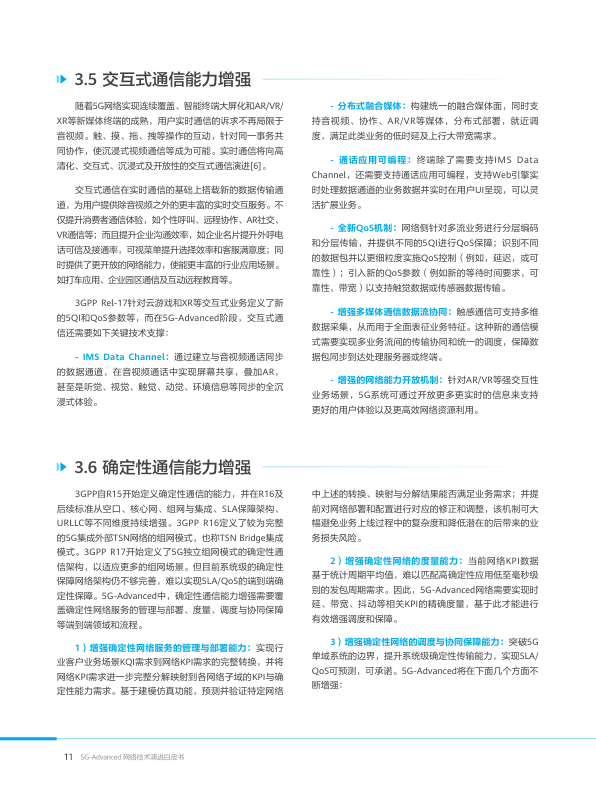 3.5 交互式通信能力增强
随着5G网络实现连续覆盖、智能终端大屏化和AR/VR/
XR等新媒体终端的成熟，用户实时通信的诉求不再局限于
音视频。触、摸、拖、拽等操作的互动，针对同一事务共
同协作，使沉浸式视频通信等成为可能。实时通信将向高
清化、交互式、沉浸式及开放性的交互式通信演进[6]。
交互式通信在实时通信的基础上搭载新的数据传输通
道，为用户提供除音视频之外的更丰富的实时交互服务。不
仅提升消费者通信体验，如个性呼叫、远程协作、AR社交、
VR通信等；而且提升企业沟通效率，如企业名片提升外呼电
话可信及接通率，可视菜单提升选择效率和客服满意度；同
时提供了更开放的网络能力，使能更丰富的行业应用场景。
如打车应用、企业园区通信及互动远程教育等。
3GPP Rel-17针对云游戏和XR等交互式业务定义了新
的5QI和QoS参数等，而在5G-Advanced阶段，交互式通
信还需要如下关键技术支撑：
- IMS Data Channel：通过建立与音视频通话同步
的数据通道，在音视频通话中实现屏幕共享，叠加AR，
甚至是听觉、视觉、触觉、动觉、环境信息等同步的全沉
浸式体验。
- 分布式融合媒体：构建统一的融合媒体面，同时支
持音视频、协作、AR/VR等媒体，分布式部署，就近调
度，满足此类业务的低时延及上行大带宽需求。
- 通话应用可编程：终端除了需要支持IMS Data
Channel，还需要支持通话应用可编程，支持Web引擎实
时处理数据通道的业务数据并实时在用户UI呈现，可以灵
活扩展业务。
- 全新QoS机制：网络侧针对多流业务进行分层编码
和分层传输，并提供不同的5QI进行QoS保障；识别不同
的数据包并以更细粒度实施QoS控制（例如，延迟，或可
靠性）；引入新的QoS参数（例如新的等待时间要求，可
靠性，带宽）以支持触觉数据或传感器数据传输。
- 增强多媒体通信数据流协同：触感通信可支持多维
数据采集，从而用于全面表征业务特征。这种新的通信模
式需要实现多业务流间的传输协同和统一的调度，保障数
据包同步到达处理服务器或终端。
- 增强的网络能力开放机制：针对AR/VR等强交互性
业务场景，5G系统可通过开放更多更实时的信息来支持
更好的用户体验以及更高效网络资源利用。
3.6 确定性通信能力增强
3GPP自R15开始定义确定性通信的能力，并在R16及
后续标准从空口、核心网、组网与集成、SLA保障架构、
URLLC等不同维度持续增强。3GPP R16定义了较为完整
的5G集成外部TSN网络的组网模式，也称TSN Bridge集成
模式。3GPP R17开始定义了5G独立组网模式的确定性通
信架构，以适应更多的组网场景。但目前系统级的确定性
保障网络架构仍不够完善，难以实现SLA/QoS的端到端确
定性保障。5G-Advanced中，确定性通信能力增强需要覆
盖确定性网络服务的管理与部署、度量、调度与协同保障
等端到端领域和流程。
1）增强确定性网络服务的管理与部署能力：实现行
业客户业务场景KQI需求到网络KPI需求的完整转换，并将
网络KPI需求进一步完整分解映射到各网络子域的KPI与确
定性能力需求。基于建模仿真功能，预测并验证特定网络
中上述的转换、映射与分解结果能否满足业务需求；并提
前对网络部署和配置进行对应的修正和调整，该机制可大
幅避免业务上线过程中的复杂度和降低潜在的后带来的业
务损失风险。
2）增强确定性网络的度量能力：当前网络KPI数据
基于统计周期平均值，难以匹配高确定性应用低至毫秒级
别的发包周期需求。因此，5G-Advanced网络需要实现时
延、带宽、抖动等相关KPI的精确度量，基于此才能进行
有效增强调度和保障。
3）增强确定性网络的调度与协同保障能力：突破5G
单域系统的边界，提升系统级确定性传输能力，实现SLA/
QoS可预测，可承诺。5G-Advanced将在下面几个方面不
断增强：
11 5G-Advanced 网络技术演进白皮书